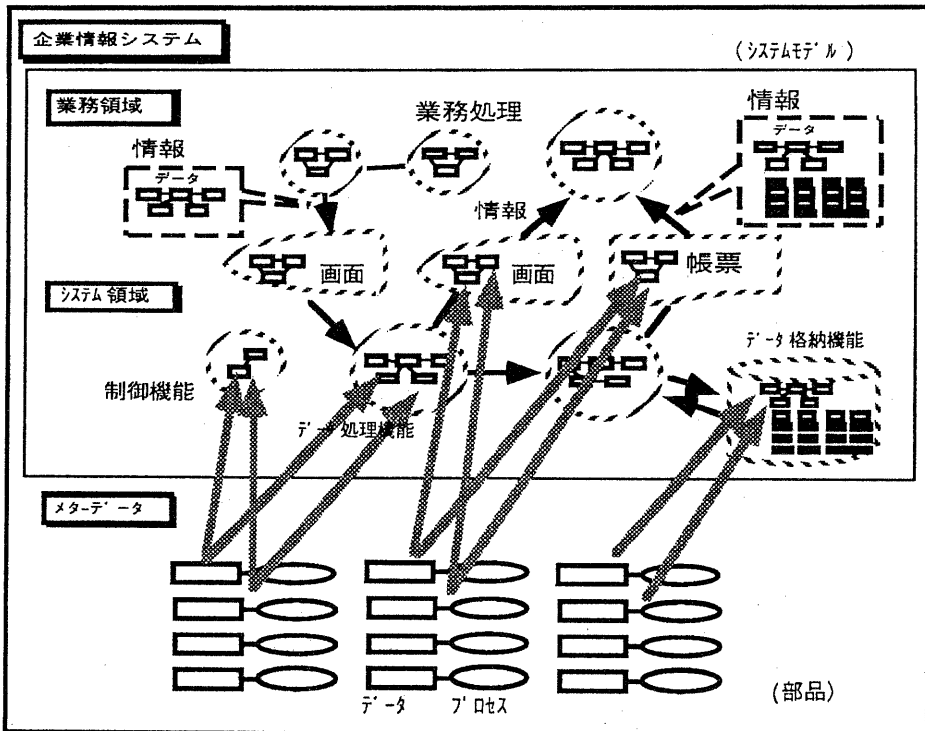 企業情報システム
(ｼｽﾃﾑﾓﾃﾞﾙ)
業務領域
業務処理
情報
情報
データ
データ
情報
画面
画面
帳票
ｼｽﾃﾑ領域
ﾃﾞｰﾀ格納機能
制御機能
ﾃﾞｰﾀ処理機能
ﾒﾀｰﾃﾞｰﾀ
ﾃﾞｰﾀ
ﾌﾟﾛｾｽ
(部品)